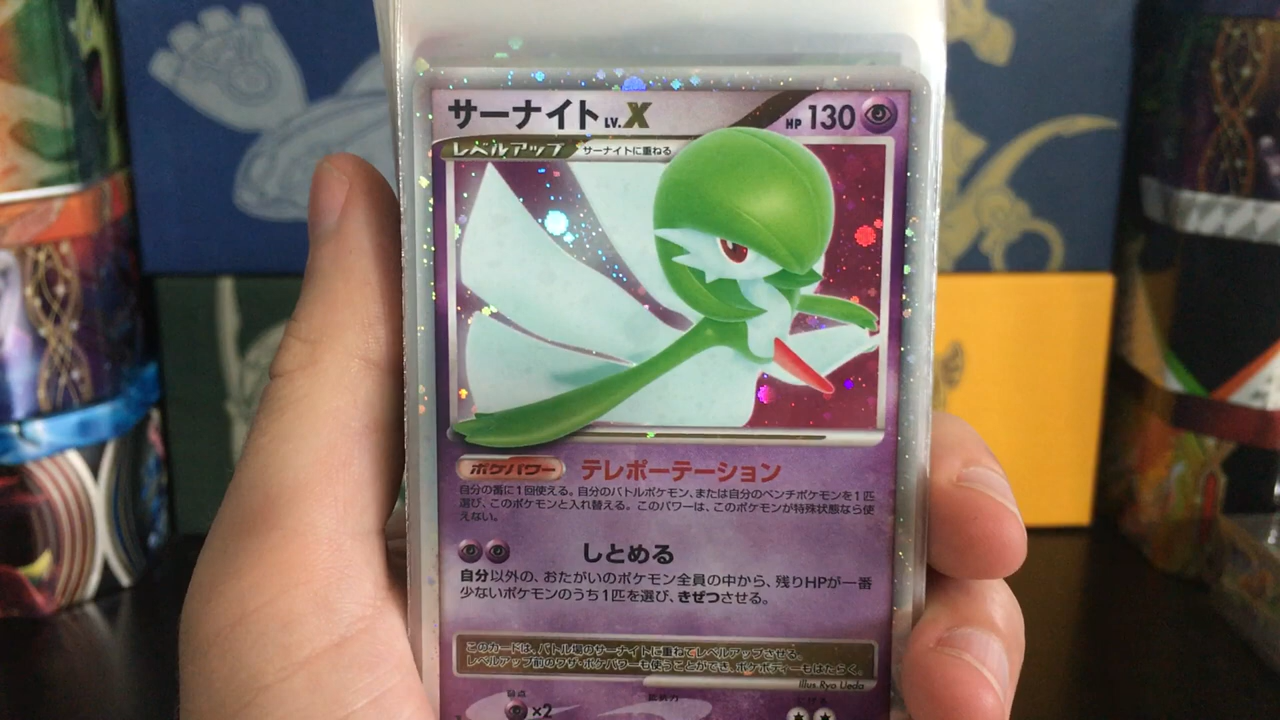 サーナイト LV.X HP 130
レベルアップ サーナイトに重ねる
ポケパワー テレポーテーション
自分の番に1回使える。自分のバトルポケモン、または自分のベンチポケモンを1匹
選び、このポケモンと入れ替える。このパワーは、このポケモンが特殊状態なら使
えない。
しとめる
自分以外の、おたがいのポケモン全員の中から、残りHPが一番
少ないポケモンのうち1匹を選び、きぜつさせる。
このカードは、バトル場のサーナイトに重ねてレベルアップさせる。
レベルアップ前のワザ・ポケパワーも使うことができ、ポケボディーもはたらく。
Illus. Ryo Ueda
弱点 抵抗力
×2